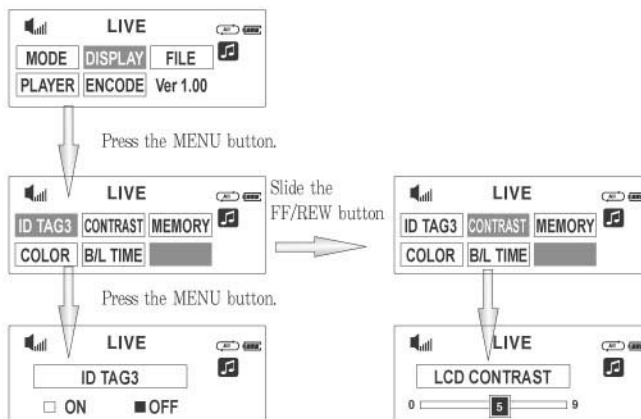 LIVE
MODE DISPLAY FILE
PLAYER ENCODE Ver 1.00
Press the MENU button.
LIVE
ID TAG3 CONTRAST MEMORY
COLOR B/L TIME
Slide the
FF/REW button
LIVE
ID TAG3 CONTRAST MEMORY
COLOR B/L TIME
Press the MENU button.
LIVE
ID TAG3
ON OFF
LIVE
LCD CONTRAST
0 5 9